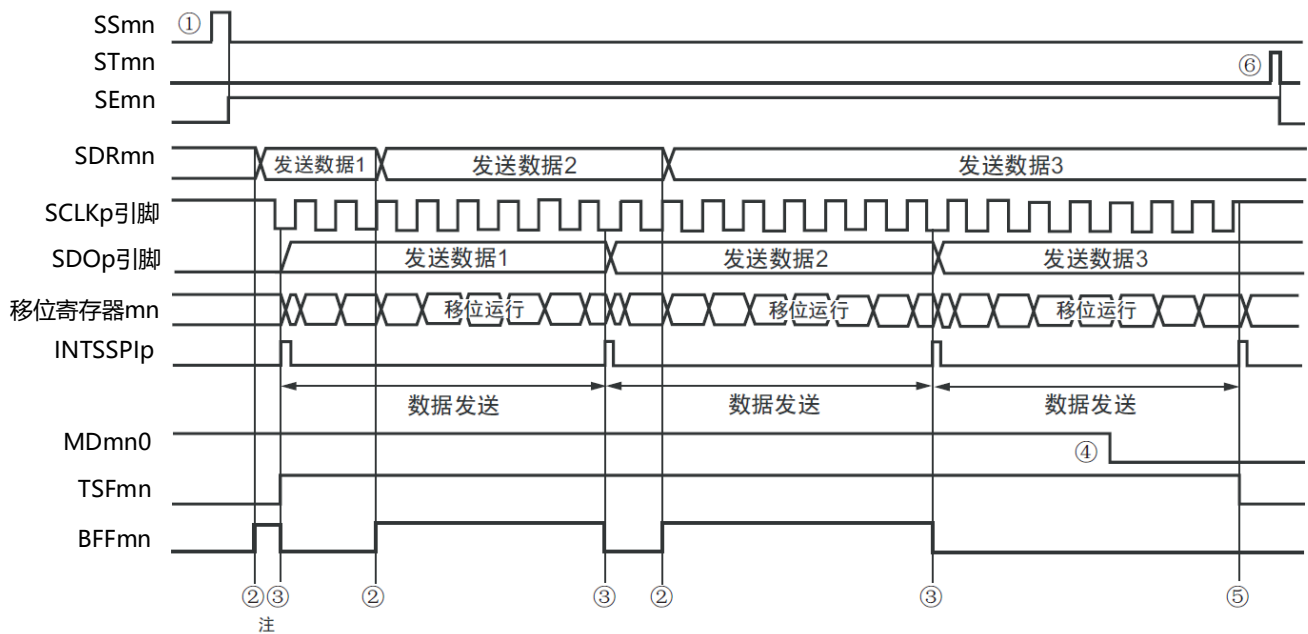 SSmn ①
STmn ⑥
SEmn
SDRmn 发送数据1 发送数据2 发送数据3
SCLKp引脚
SDOp引脚 发送数据1 发送数据2 发送数据3
移位寄存器mn 移位运行 移位运行 移位运行
INTSSPIp
数据发送 数据发送 数据发送
MDmn0 ④
TSFmn
BFFmn
②③ ② ③ ② ③ ⑤
注